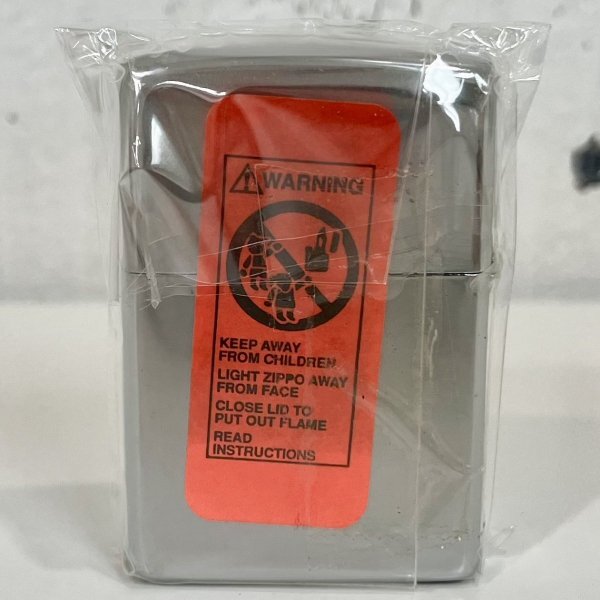 WARNING
KEEP AWAY
FROM CHILDREN
LIGHT ZIPPO AWAY
FROM FACE
CLOSE LID TO
PUT OUT FLAME
READ
INSTRUCTIONS